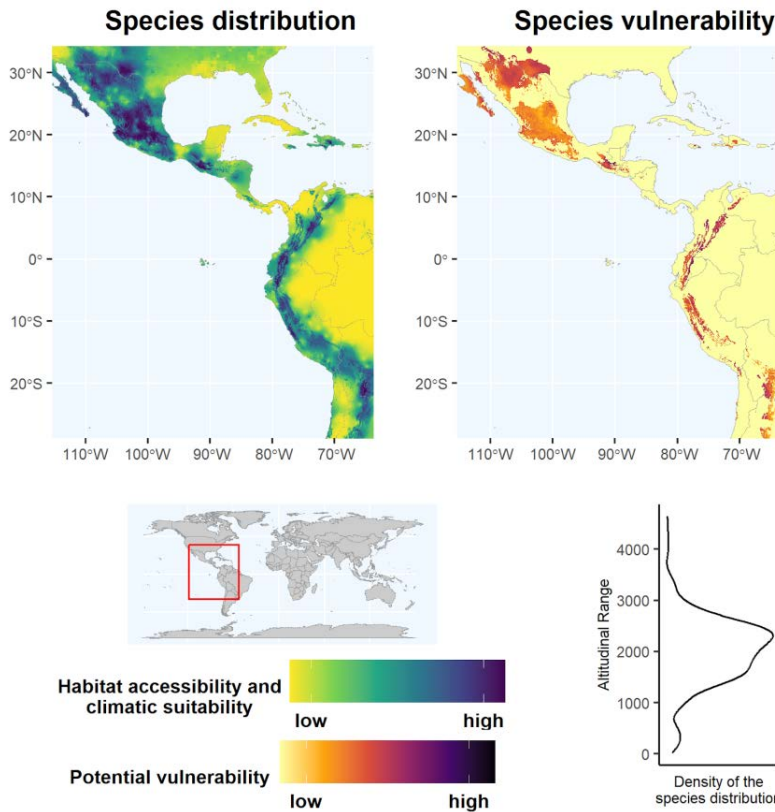 Species distribution
Species vulnerability
30°N
20°N
10°N
0°
10°S
20°S
110°W 100°W 90°W 80°W 70°W
30°N
20°N
10°N
0°
10°S
20°S
110°W 100°W 90°W 80°W 70°W
Habitat accessibility and
climatic suitability
low high
Potential vulnerability
low high
Altitudinal Range
4000
3000
2000
1000
0
Density of the
species distribution